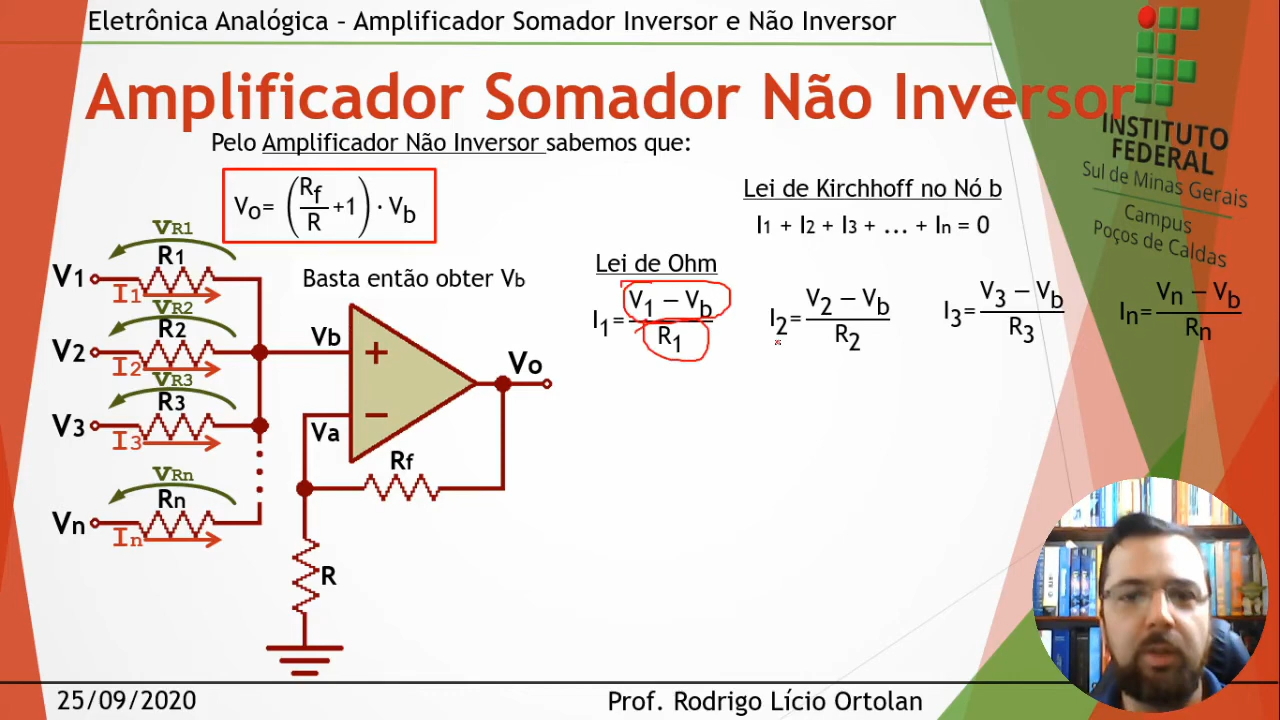 Eletrônica Analógica – Amplificador Somador Inversor e Não Inversor
Amplificador Somador Não Inversor
INSTITUTO
FEDERAL
Sul de Minas Gerais
Campus
Poços de Caldas
Pelo Amplificador Não Inversor sabemos que:
Vo= (Rf/R +1) · Vb
Lei de Kirchhoff no Nó b
I1 + I2 + I3 + ... + In = 0
Basta então obter Vb
Lei de Ohm
I1= (V1 – Vb)/R1
I2= (V2 – Vb)/R2
I3= (V3 – Vb)/R3
In= (Vn – Vb)/Rn
VR1
R1
V1
I1
VR2
R2
V2
I2
VR3
R3
V3
I3
VRn
Rn
Vn
In
Vb
+
Vo
–
Va
Rf
R
25/09/2020
Prof. Rodrigo Lício Ortolan